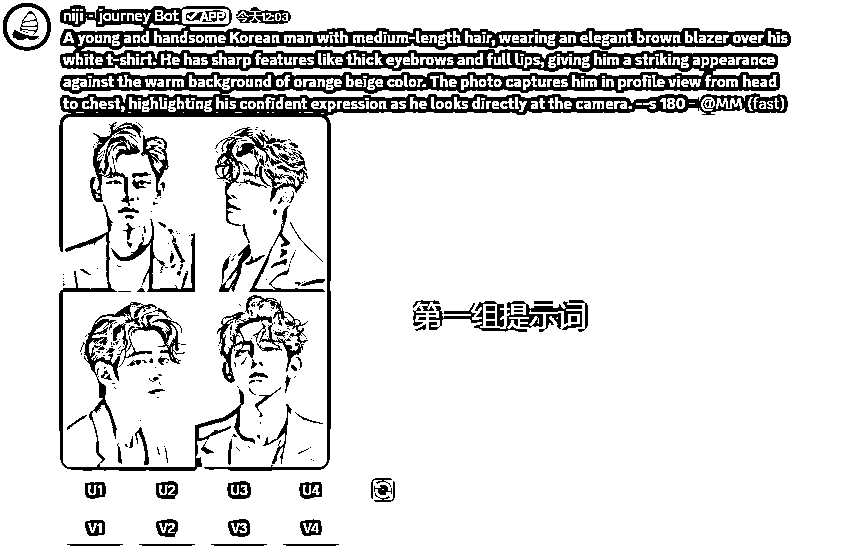 niji・journey Bot ✓APP 今天12:03
A young and handsome Korean man with medium-length hair, wearing an elegant brown blazer over his
white t-shirt. He has sharp features like thick eyebrows and full lips, giving him a striking appearance
against the warm background of orange beige color. The photo captures him in profile view from head
to chest, highlighting his confident expression as he looks directly at the camera. --s 180 - @MM (fast)
第一组提示词
U1 U2 U3 U4
V1 V2 V3 V4